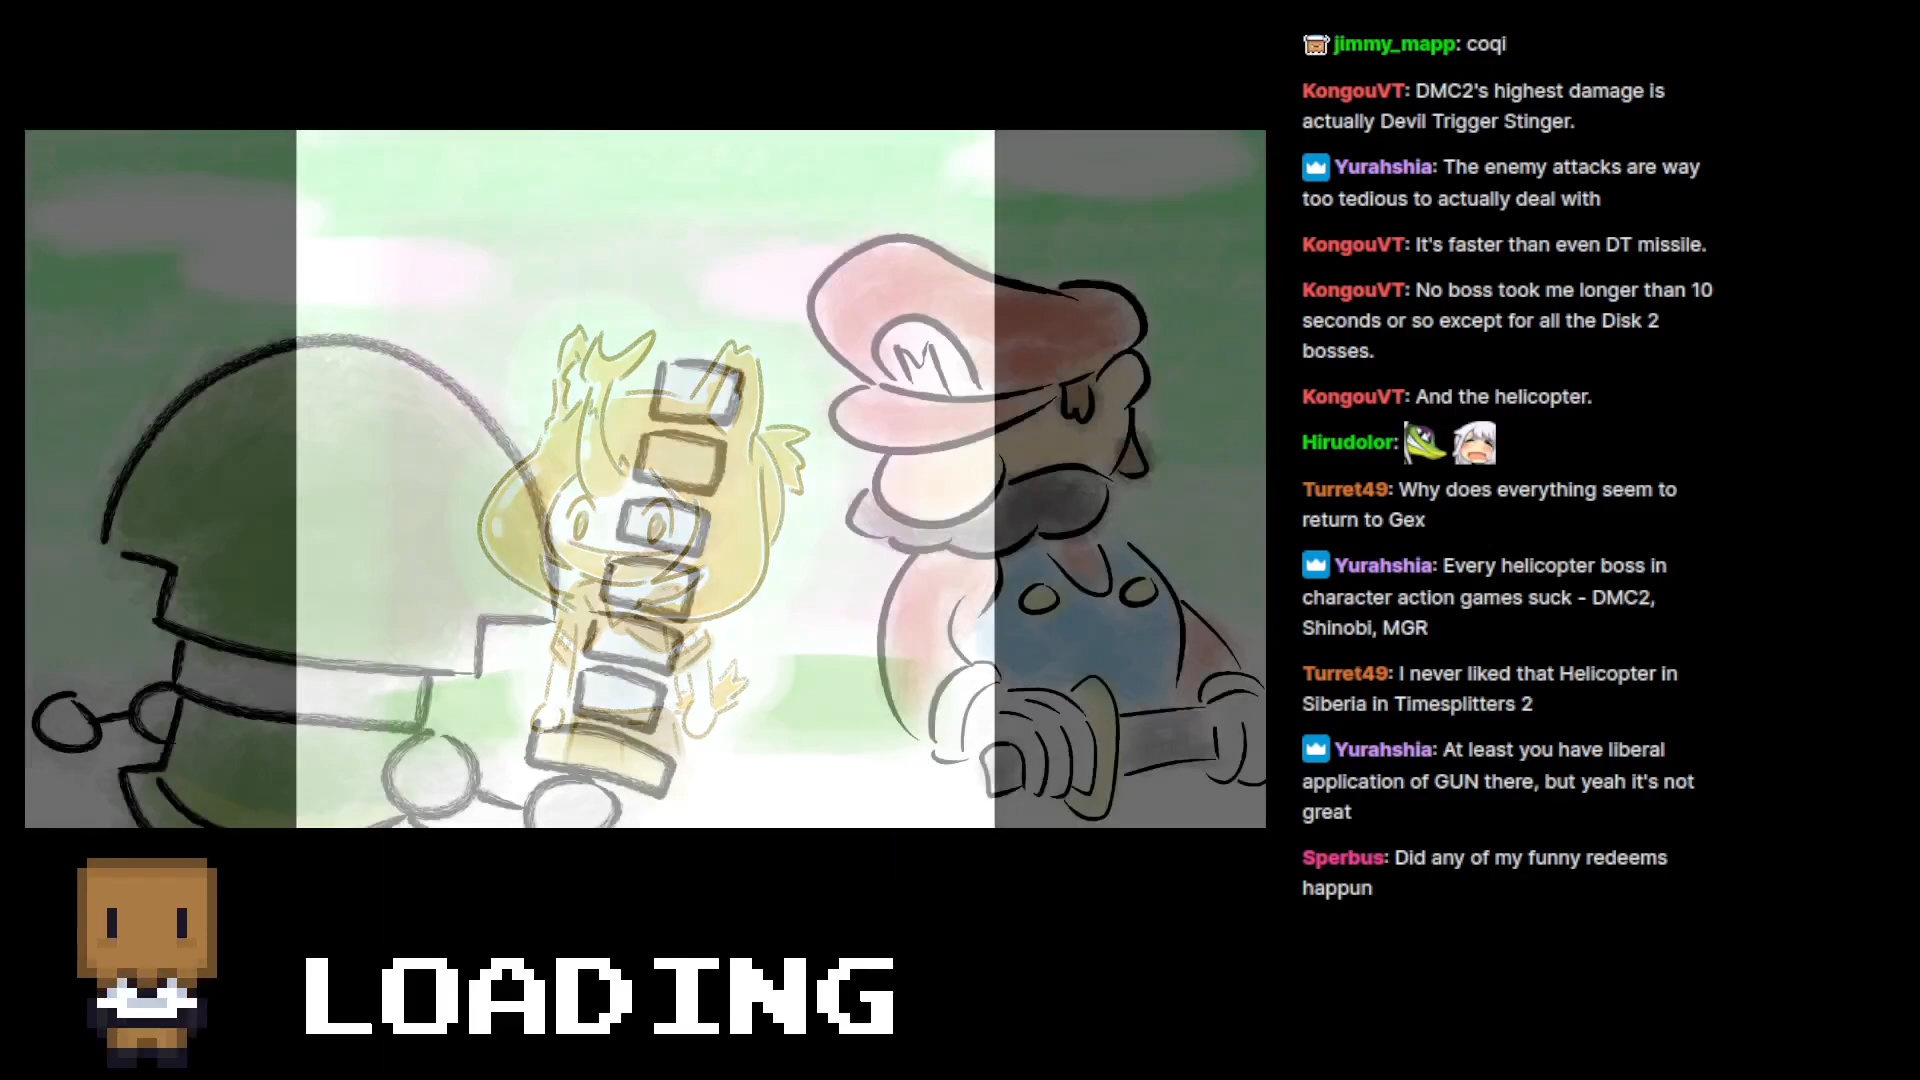 jimmy_mapp: coqi
KongouVT: DMC2's highest damage is
actually Devil Trigger Stinger.
Yurahshia: The enemy attacks are way
too tedious to actually deal with
KongouVT: It's faster than even DT missile.
KongouVT: No boss took me longer than 10
seconds or so except for all the Disk 2
bosses.
KongouVT: And the helicopter.
Hirudolor:
Turret49: Why does everything seem to
return to Gex
Yurahshia: Every helicopter boss in
character action games suck - DMC2,
Shinobi, MGR
Turret49: I never liked that Helicopter in
Siberia in Timesplitters 2
Yurahshia: At least you have liberal
application of GUN there, but yeah it's not
great
Sperbus: Did any of my funny redeems
happun
M
LOADING